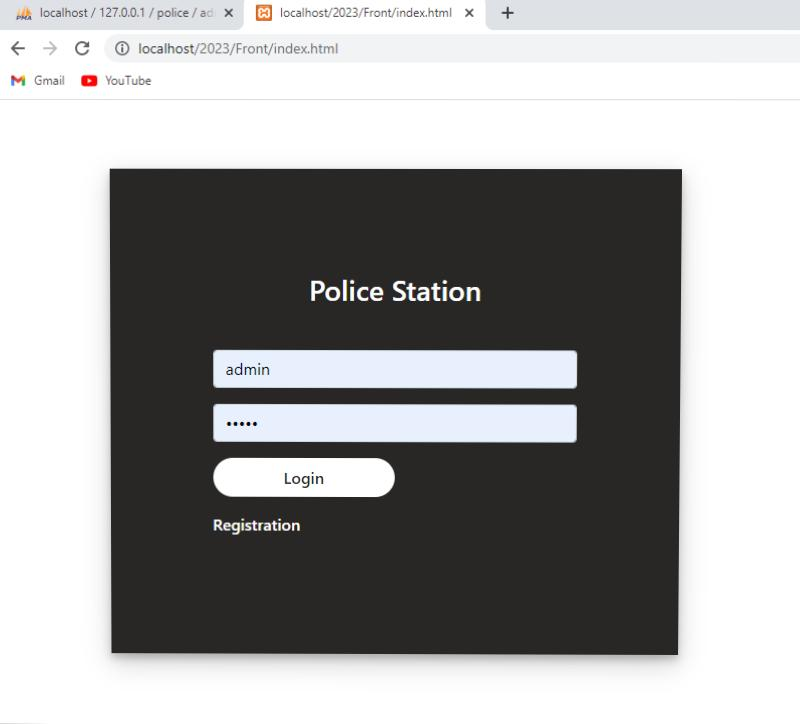 localhost / 127.0.0.1 / police / ad
localhost/2023/Front/index.html
localhost/2023/Front/index.html
Gmail
YouTube
Police Station
admin
•••••
Login
Registration